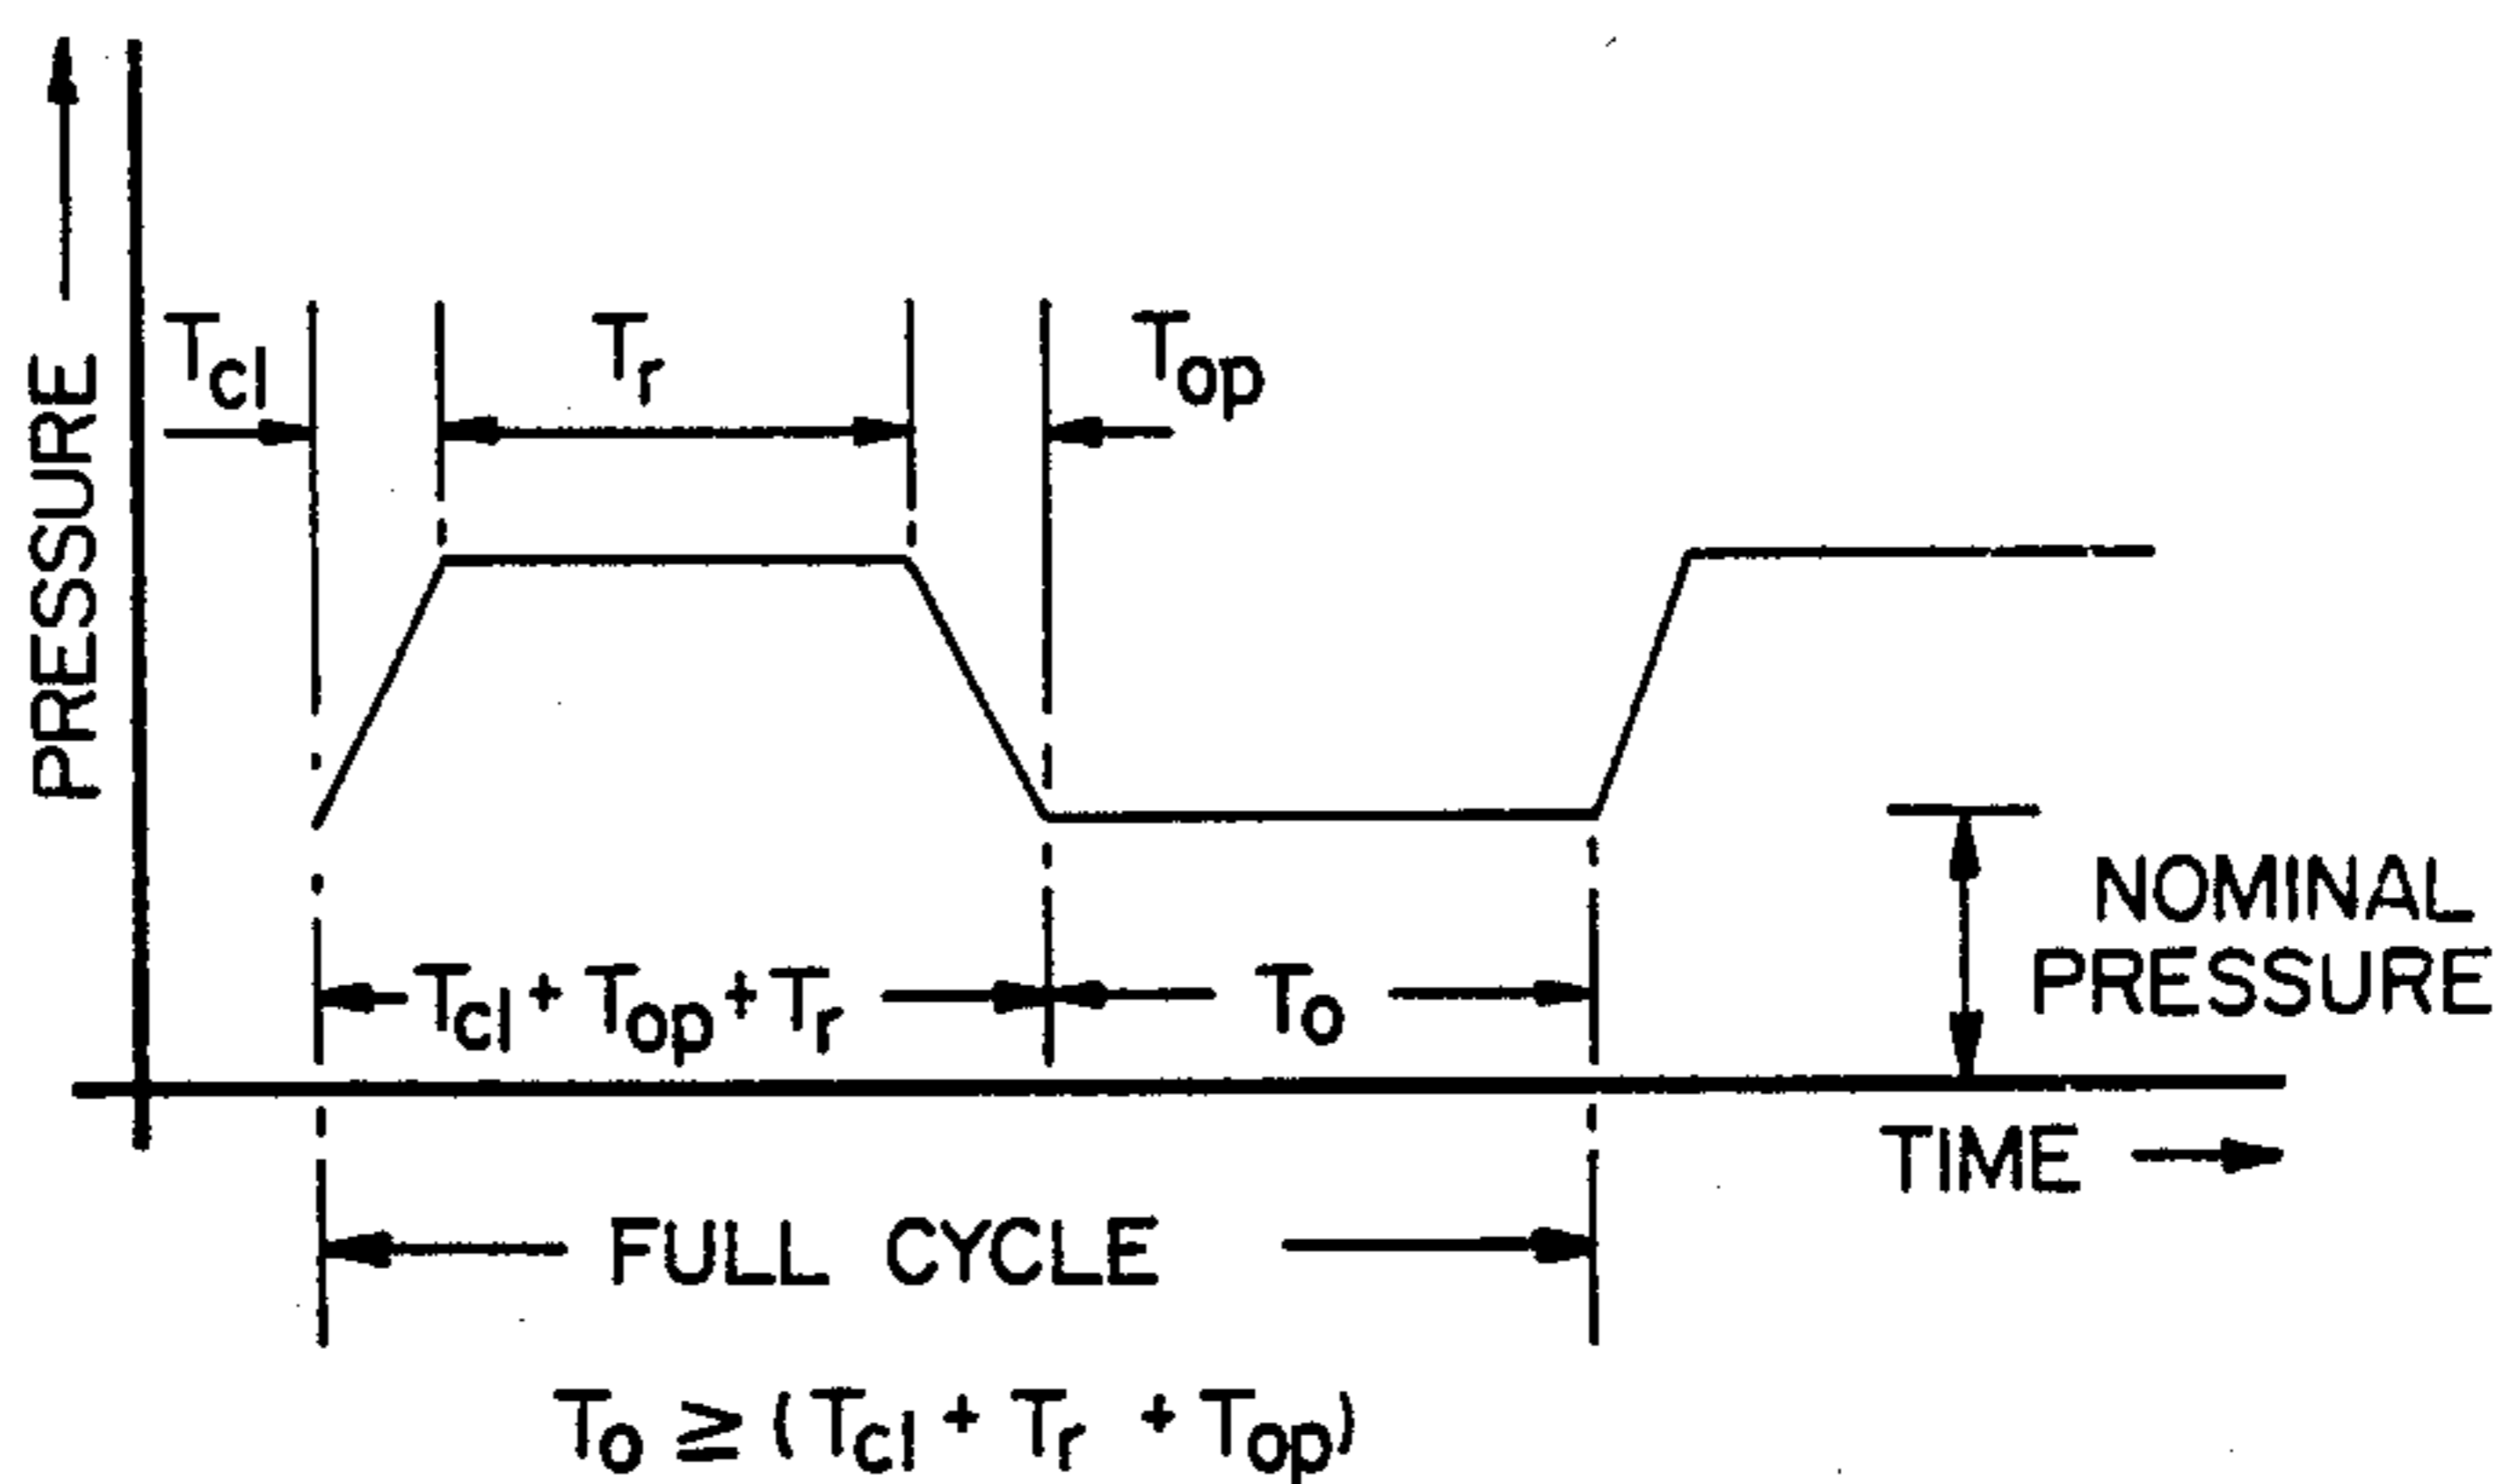 PRESSURE
Tcl
Tr
Top
Tcl + Top + Tr
To
NOMINAL
PRESSURE
TIME
FULL CYCLE
To ≧ (Tcl + Tr + Top)